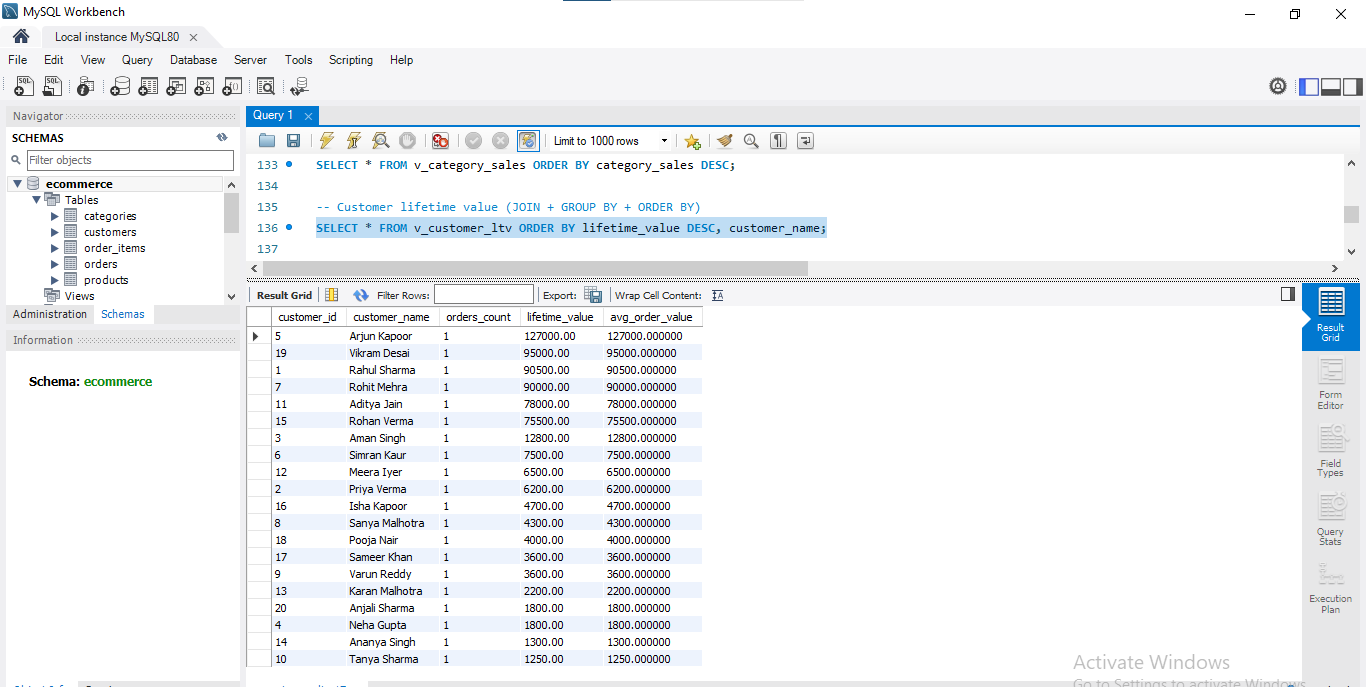 MySQL Workbench
Local instance MySQL80
File Edit View Query Database Server Tools Scripting Help
Navigator
SCHEMAS
Filter objects
ecommerce
Tables
categories
customers
order_items
orders
products
Views
Administration Schemas
Information
Schema: ecommerce
Query 1
Limit to 1000 rows
133 SELECT * FROM v_category_sales ORDER BY category_sales DESC;
134
135 -- Customer lifetime value (JOIN + GROUP BY + ORDER BY)
136 SELECT * FROM v_customer_ltv ORDER BY lifetime_value DESC, customer_name;
137
Result Grid Filter Rows: Export: Wrap Cell Content:
customer_id customer_name orders_count lifetime_value avg_order_value
5 Arjun Kapoor 1 127000.00 127000.000000
19 Vikram Desai 1 95000.00 95000.000000
1 Rahul Sharma 1 90500.00 90500.000000
7 Rohit Mehra 1 90000.00 90000.000000
11 Aditya Jain 1 78000.00 78000.000000
15 Rohan Verma 1 75500.00 75500.000000
3 Aman Singh 1 12800.00 12800.000000
6 Simran Kaur 1 7500.00 7500.000000
12 Meera Iyer 1 6500.00 6500.000000
2 Priya Verma 1 6200.00 6200.000000
16 Isha Kapoor 1 4700.00 4700.000000
8 Sanya Malhotra 1 4300.00 4300.000000
18 Pooja Nair 1 4000.00 4000.000000
17 Sameer Khan 1 3600.00 3600.000000
9 Varun Reddy 1 3600.00 3600.000000
13 Karan Malhotra 1 2200.00 2200.000000
20 Anjali Sharma 1 1800.00 1800.000000
4 Neha Gupta 1 1800.00 1800.000000
14 Ananya Singh 1 1300.00 1300.000000
10 Tanya Sharma 1 1250.00 1250.000000
Result
Grid
Form
Editor
Field
Types
Query
Stats
Execution
Plan
Activate Windows
Go to Settings to activate Windows